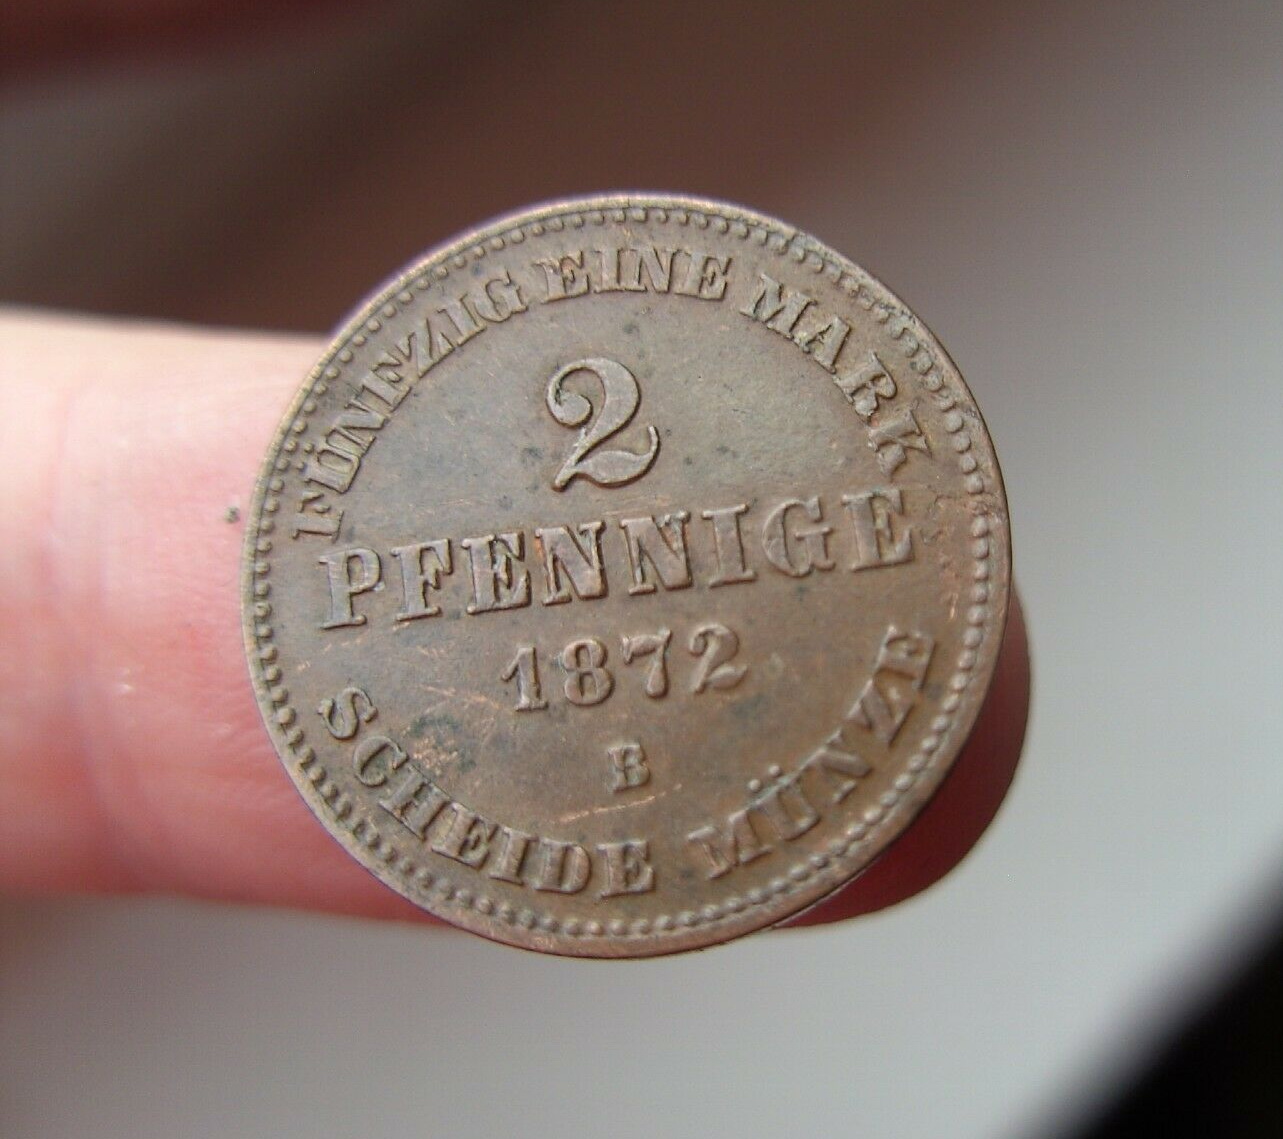 FÜNFZIG EINE MARK
2
PFENNIGE
1872
B
SCHEIDE MÜNZE